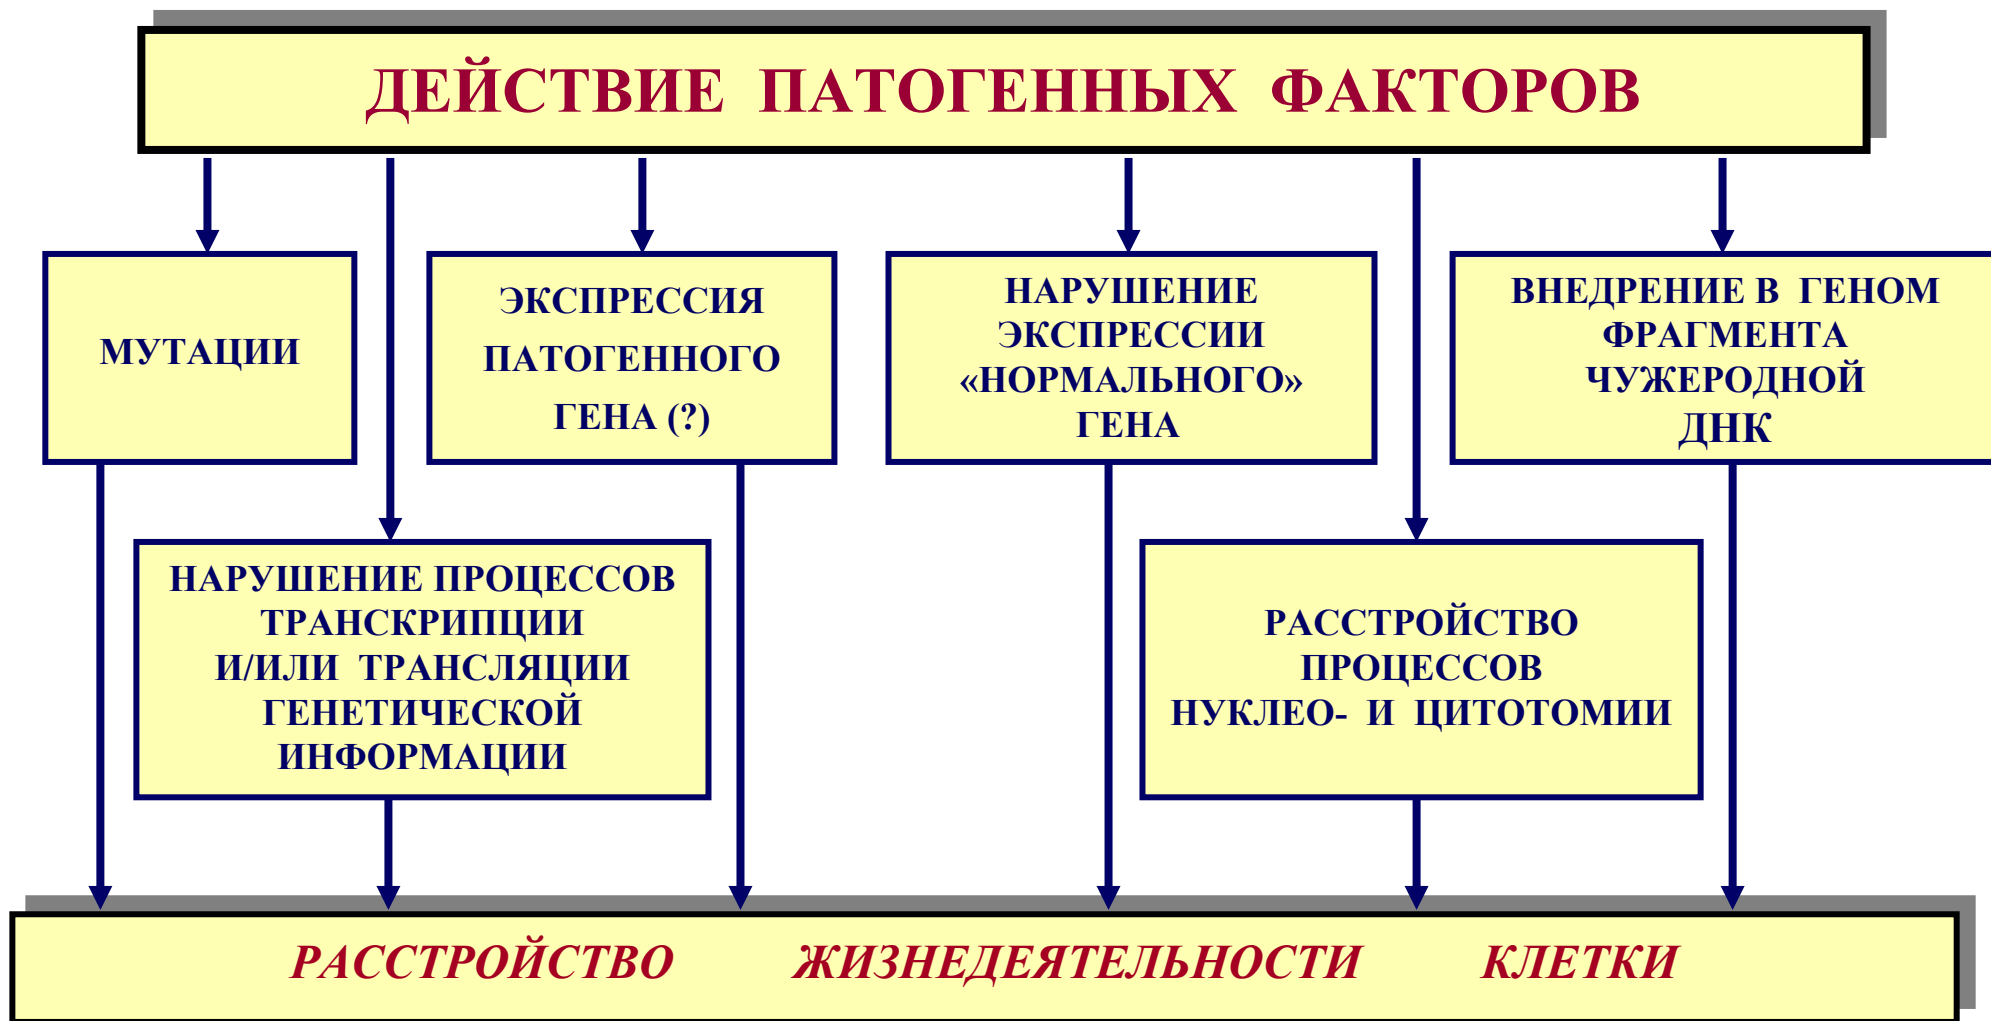 ДЕЙСТВИЕ ПАТОГЕННЫХ ФАКТОРОВ
МУТАЦИИ
ЭКСПРЕССИЯ
ПАТОГЕННОГО
ГЕНА (?)
НАРУШЕНИЕ
ЭКСПРЕССИИ
«НОРМАЛЬНОГО»
ГЕНА
ВНЕДРЕНИЕ В ГЕНОМ
ФРАГМЕНТА
ЧУЖЕРОДНОЙ
ДНК
НАРУШЕНИЕ ПРОЦЕССОВ
ТРАНСКРИПЦИИ
И/ИЛИ ТРАНСЛЯЦИИ
ГЕНЕТИЧЕСКОЙ
ИНФОРМАЦИИ
РАССТРОЙСТВО
ПРОЦЕССОВ
НУКЛЕО- И ЦИТОТОМИИ
РАССТРОЙСТВО ЖИЗНЕДЕЯТЕЛЬНОСТИ КЛЕТКИ